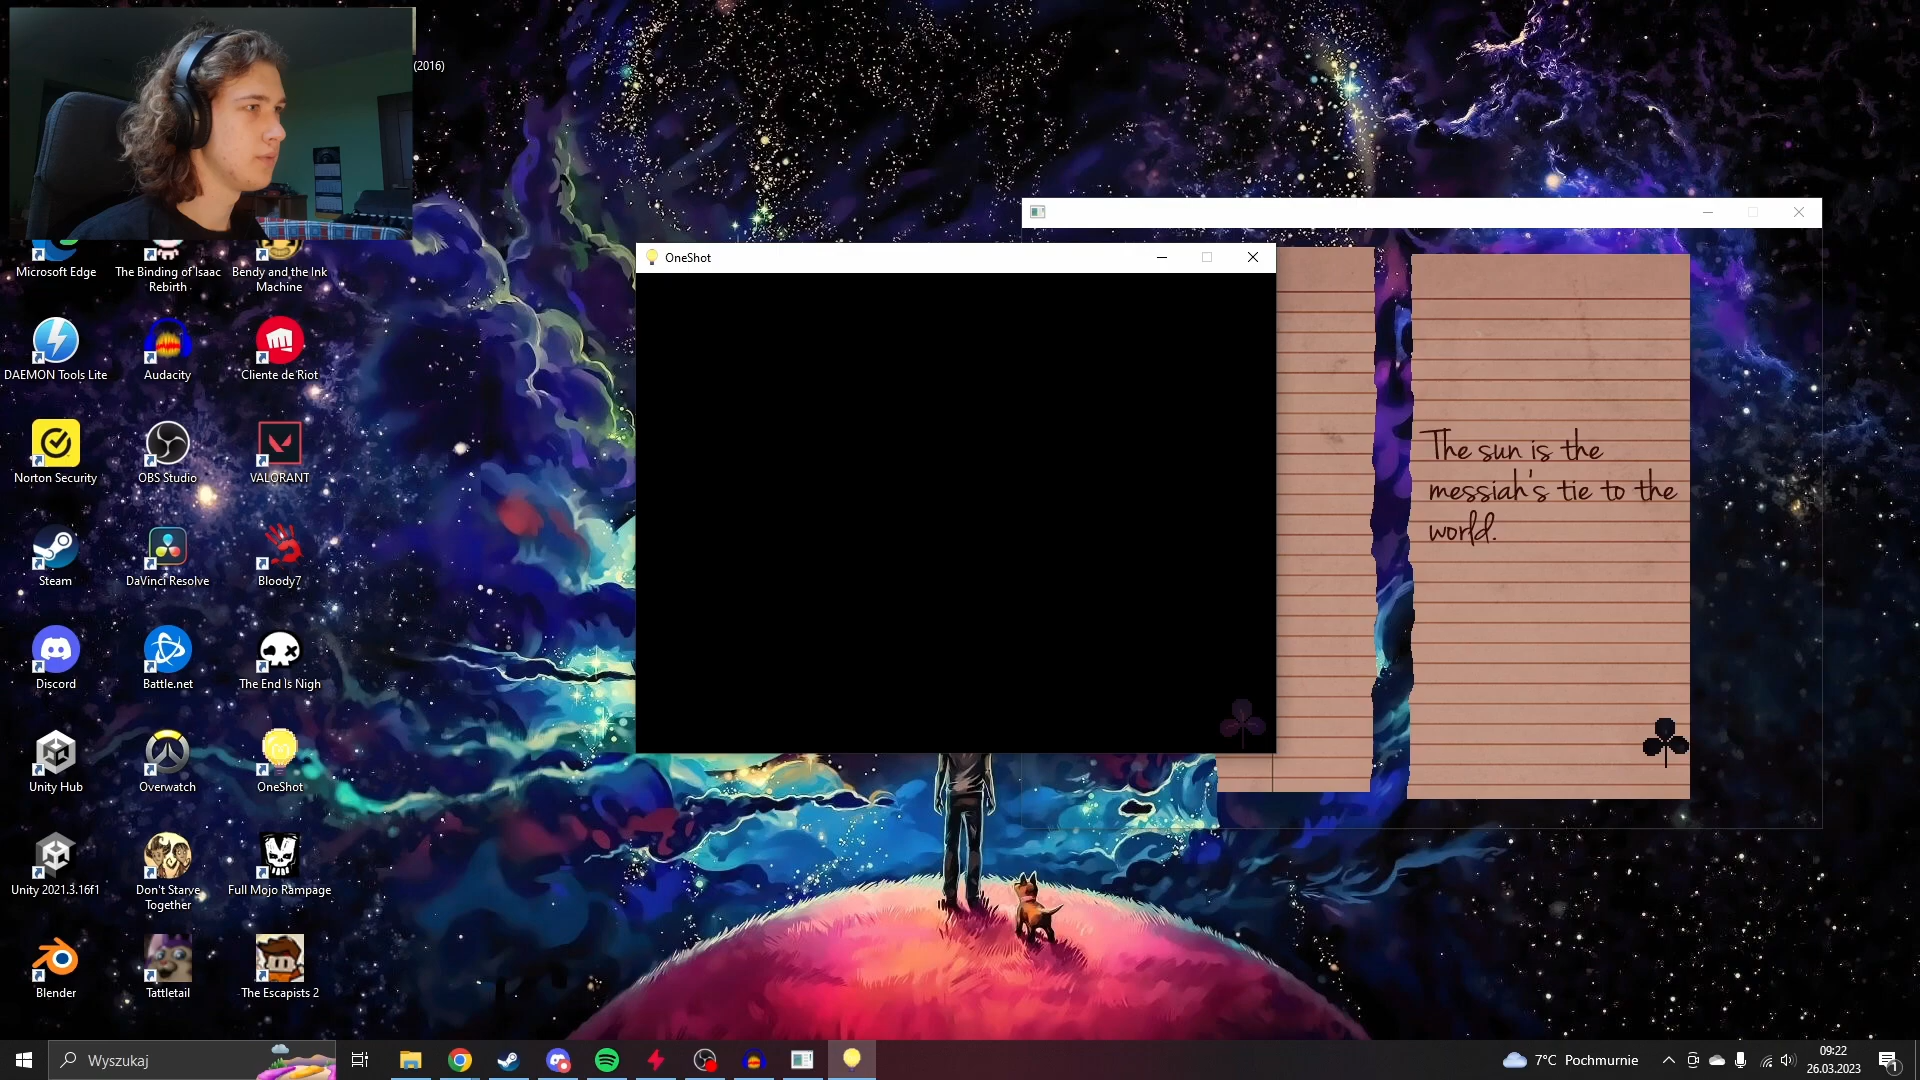 (2016)
Microsoft Edge
The Binding of Isaac
Rebirth
Bendy and the Ink
Machine
DAEMON Tools Lite
Audacity
Cliente de Riot
Norton Security
OBS Studio
VALORANT
Steam
DaVinci Resolve
Bloody7
Discord
Battle.net
The End Is Nigh
Unity Hub
Overwatch
OneShot
Unity 2021.3.16f1
Don't Starve
Together
Full Mojo Rampage
Blender
Tattletail
The Escapists 2
OneShot
The sun is the
messiah's tie to the
world.
Wyszukaj
7°C Pochmurnie
09:22
26.03.2023
1